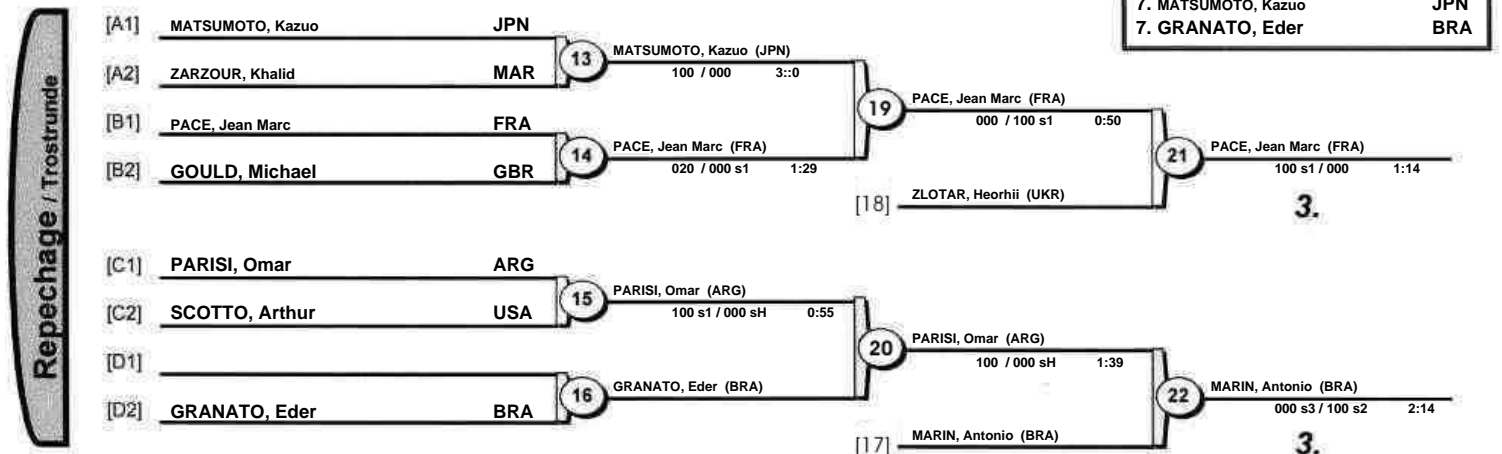 7. MATSUMOTO, Kazuo JPN
7. GRANATO, Eder BRA
Repechage / Trostrunde
[A1] MATSUMOTO, Kazuo JPN
[A2] ZARZOUR, Khalid MAR
13
MATSUMOTO, Kazuo (JPN)
100 / 000 3::0
[B1] PACE, Jean Marc FRA
[B2] GOULD, Michael GBR
14
PACE, Jean Marc (FRA)
020 / 000 s1 1:29
19
PACE, Jean Marc (FRA)
000 / 100 s1 0:50
[18] ZLOTAR, Heorhii (UKR)
21
PACE, Jean Marc (FRA)
100 s1 / 000 1:14
3.
[C1] PARISI, Omar ARG
[C2] SCOTTO, Arthur USA
15
PARISI, Omar (ARG)
100 s1 / 000 sH 0:55
[D1]
[D2] GRANATO, Eder BRA
16
GRANATO, Eder (BRA)
20
PARISI, Omar (ARG)
100 / 000 sH 1:39
[17] MARIN, Antonio (BRA)
22
MARIN, Antonio (BRA)
000 s3 / 100 s2 2:14
3.